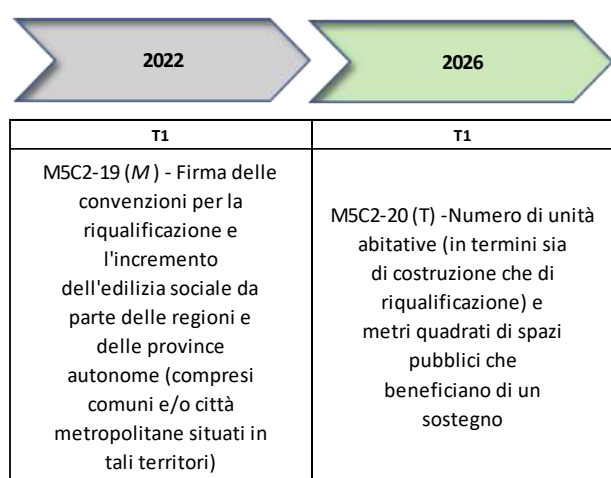 2022
2026
T1
T1
M5C2-19 (M ) - Firma delle
convenzioni per la
riqualificazione e
l'incremento
dell'edilizia sociale da
parte delle regioni e
delle province
autonome (compresi
comuni e/o città
metropolitane situati in
tali territori)
M5C2-20 (T) -Numero di unità
abitative (in termini sia
di costruzione che di
riqualificazione) e
metri quadrati di spazi
pubblici che
beneficiano di un
sostegno